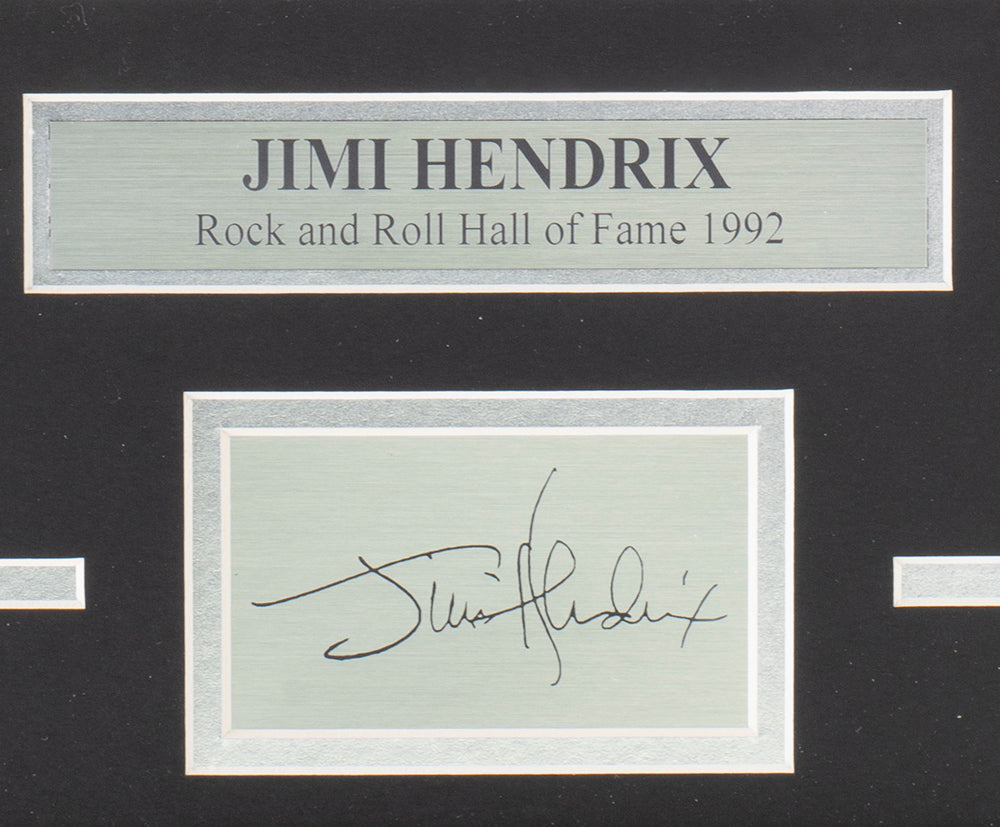 JIMI HENDRIX
Rock and Roll Hall of Fame 1992
Jimi Hendrix